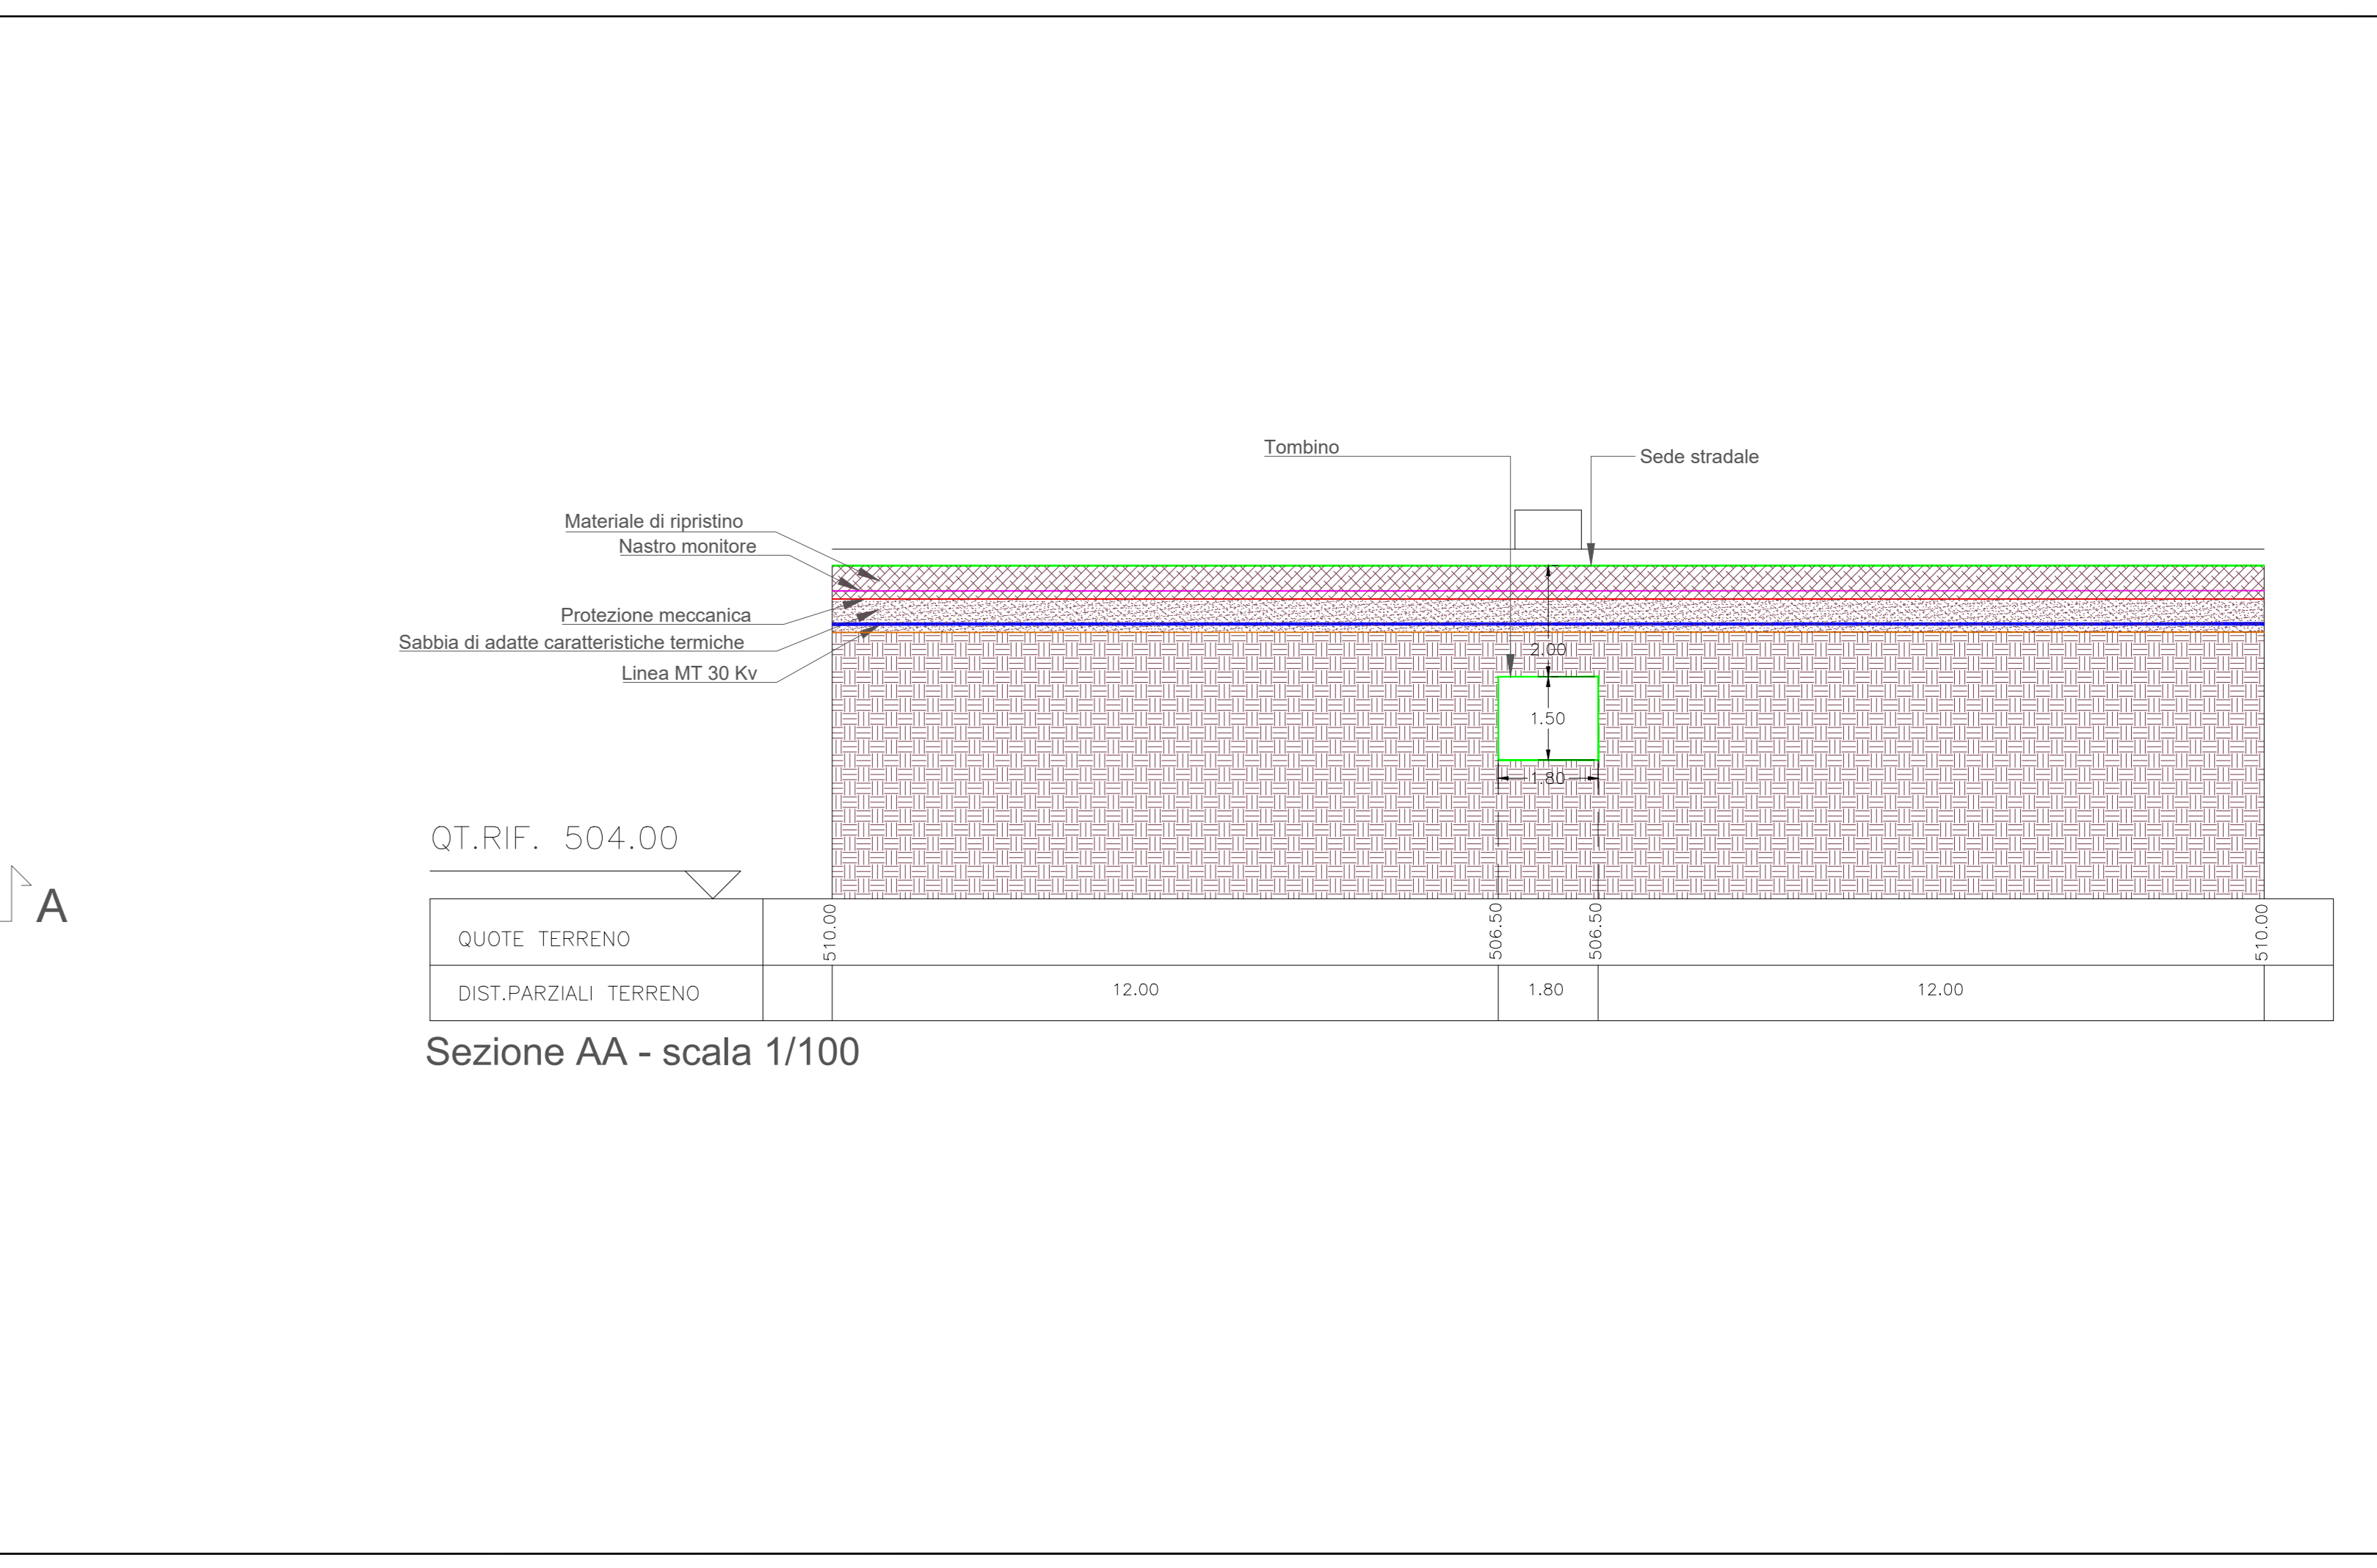 Tombino
Sede stradale
Materiale di ripristino
Nastro monitore
Protezione meccanica
Sabbia di adatte caratteristiche termiche
Linea MT 30 Kv
2.00
1.50
1.80
QT.RIF. 504.00
A
QUOTE TERRENO
510.00
506.50
506.50
510.00
DIST.PARZIALI TERRENO
12.00
1.80
12.00
Sezione AA - scala 1/100